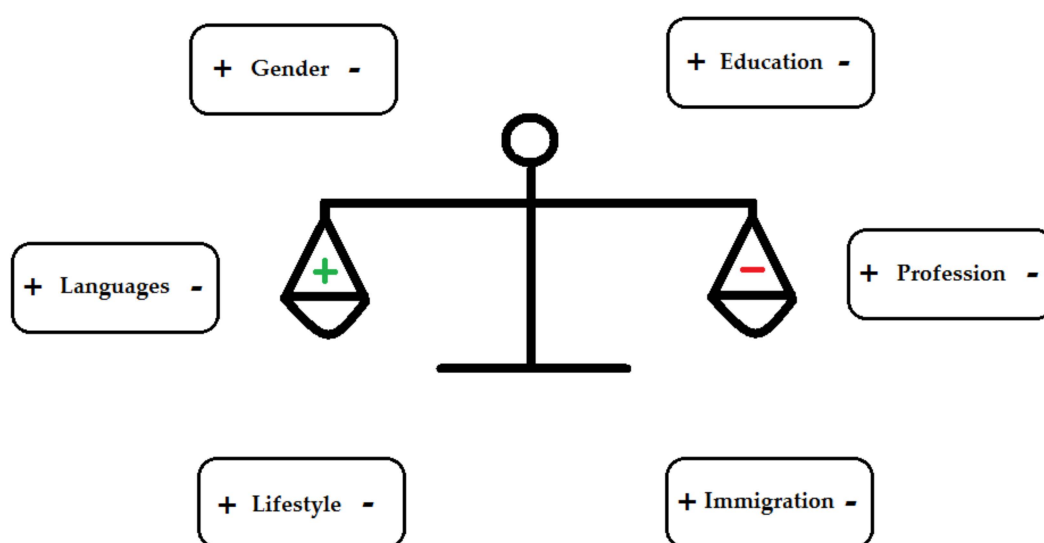 + Gender -
+ Education -
+ Languages -
+
-
+ Profession -
+ Lifestyle -
+ Immigration -